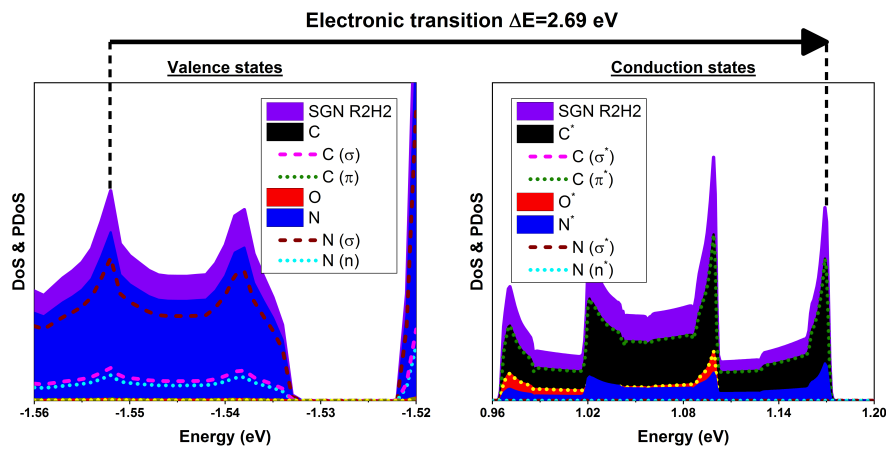 Electronic transition ΔE=2.69 eV
Valence states
DoS & PDoS
SGN R2H2
C
C (σ)
C (π)
O
N
N (σ)
N (n)
-1.56
-1.55
-1.54
-1.53
-1.52
Energy (eV)
Conduction states
DoS & PDoS
SGN R2H2
C*
C (σ*)
C (π*)
O*
N*
N (σ*)
N (n*)
0.96
1.02
1.08
1.14
1.20
Energy (eV)